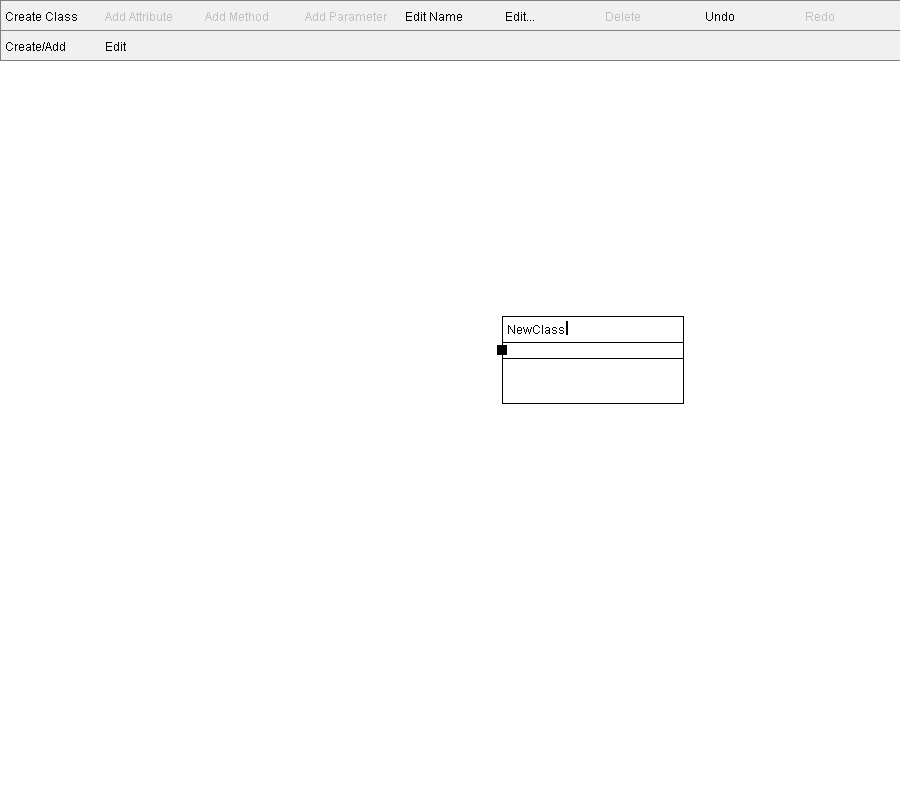 Create Class Add Attribute Add Method Add Parameter Edit Name Edit... Delete Undo Redo
Create/Add Edit
NewClass